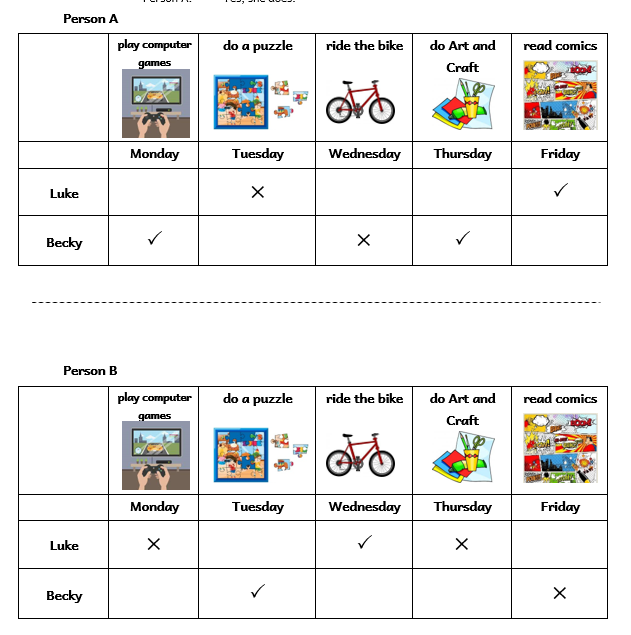 Person A: Yes, she does.
Person A
play computer games do a puzzle ride the bike do Art and Craft read comics
BOOM!
Monday Tuesday Wednesday Thursday Friday
Luke × ✓
Becky ✓ × ✓
Person B
play computer games do a puzzle ride the bike do Art and Craft read comics
BOOM!
Monday Tuesday Wednesday Thursday Friday
Luke × ✓ ×
Becky ✓ ×